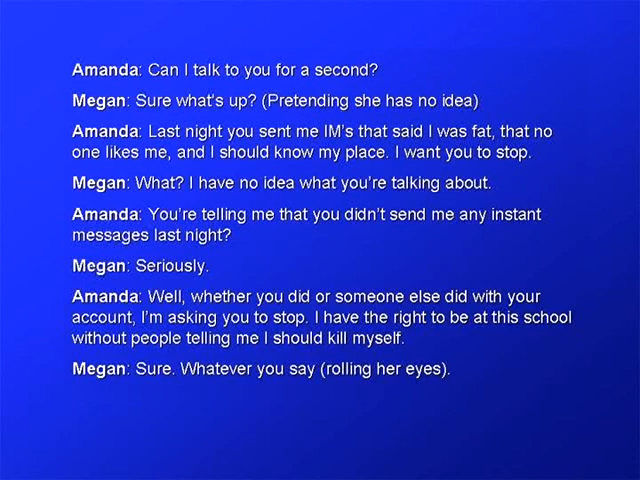 Amanda: Can I talk to you for a second?
Megan: Sure what's up? (Pretending she has no idea)
Amanda: Last night you sent me IM's that said I was fat, that no
one likes me, and I should know my place. I want you to stop.
Megan: What? I have no idea what you're talking about.
Amanda: You're telling me that you didn't send me any instant
messages last night?
Megan: Seriously.
Amanda: Well, whether you did or someone else did with your
account, I'm asking you to stop. I have the right to be at this school
without people telling me I should kill myself.
Megan: Sure. Whatever you say (rolling her eyes).